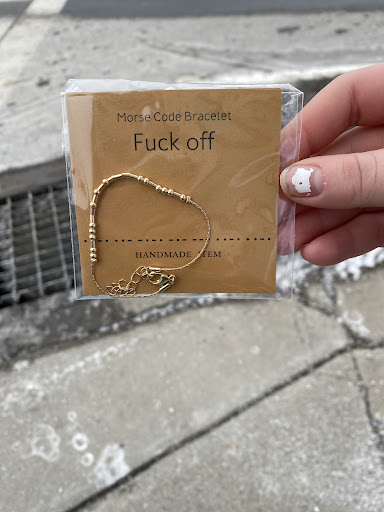 Morse Code Bracelet
Fuck off
HANDMADE ITEM